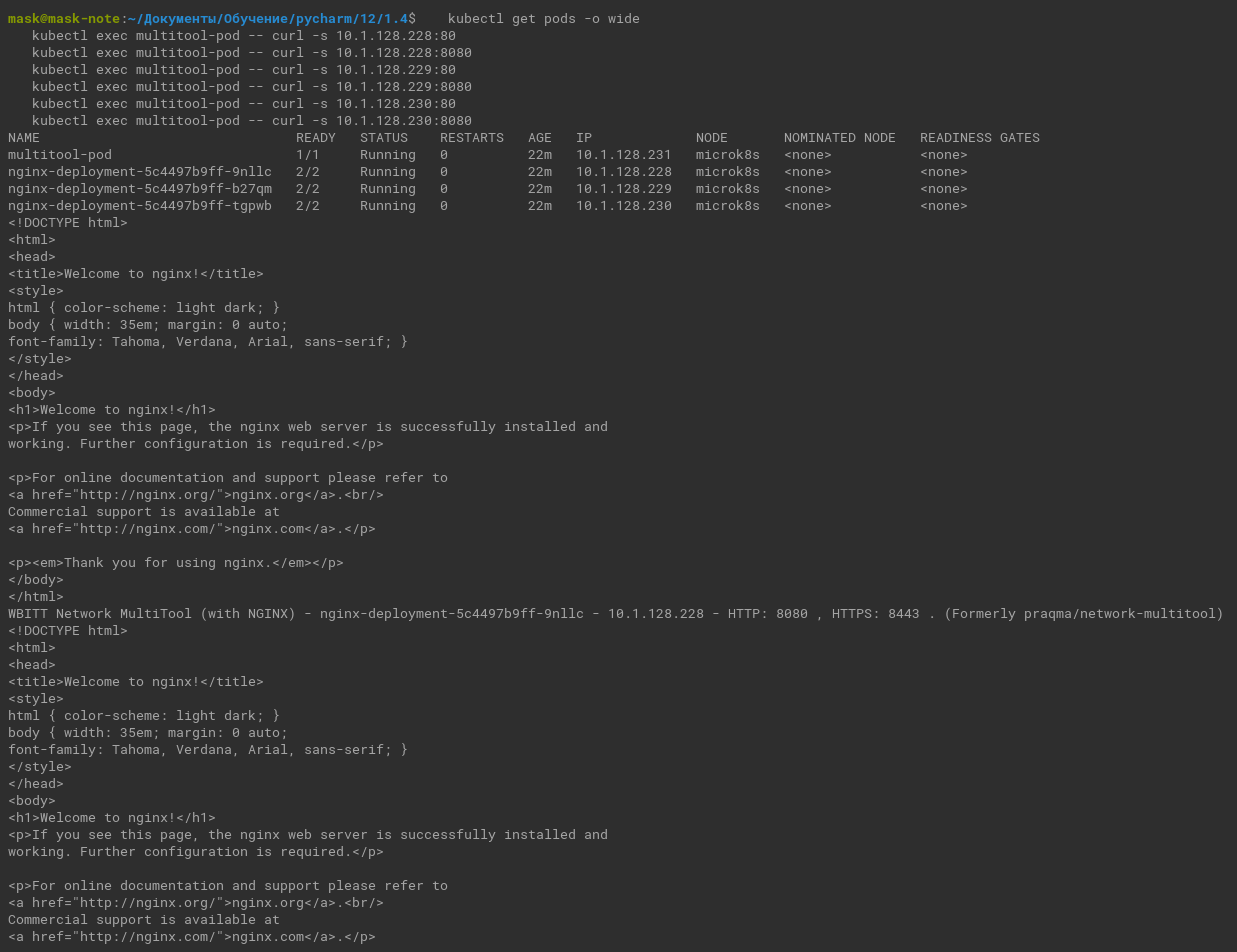 mask@mask-note:~/Документы/Обучение/pycharm/12/1.4$    kubectl get pods -o wide
   kubectl exec multitool-pod -- curl -s 10.1.128.228:80
   kubectl exec multitool-pod -- curl -s 10.1.128.228:8080
   kubectl exec multitool-pod -- curl -s 10.1.128.229:80
   kubectl exec multitool-pod -- curl -s 10.1.128.229:8080
   kubectl exec multitool-pod -- curl -s 10.1.128.230:80
   kubectl exec multitool-pod -- curl -s 10.1.128.230:8080
NAME                                READY   STATUS    RESTARTS   AGE   IP             NODE       NOMINATED NODE   READINESS GATES
multitool-pod                       1/1     Running   0          22m   10.1.128.231   microk8s   <none>           <none>
nginx-deployment-5c4497b9ff-9nllc   2/2     Running   0          22m   10.1.128.228   microk8s   <none>           <none>
nginx-deployment-5c4497b9ff-b27qm   2/2     Running   0          22m   10.1.128.229   microk8s   <none>           <none>
nginx-deployment-5c4497b9ff-tgpwb   2/2     Running   0          22m   10.1.128.230   microk8s   <none>           <none>
<!DOCTYPE html>
<html>
<head>
<title>Welcome to nginx!</title>
<style>
html { color-scheme: light dark; }
body { width: 35em; margin: 0 auto;
font-family: Tahoma, Verdana, Arial, sans-serif; }
</style>
</head>
<body>
<h1>Welcome to nginx!</h1>
<p>If you see this page, the nginx web server is successfully installed and
working. Further configuration is required.</p>

<p>For online documentation and support please refer to
<a href="http://nginx.org/">nginx.org</a>.<br/>
Commercial support is available at
<a href="http://nginx.com/">nginx.com</a>.</p>

<p><em>Thank you for using nginx.</em></p>
</body>
</html>
WBITT Network MultiTool (with NGINX) - nginx-deployment-5c4497b9ff-9nllc - 10.1.128.228 - HTTP: 8080 , HTTPS: 8443 . (Formerly praqma/network-multitool)
<!DOCTYPE html>
<html>
<head>
<title>Welcome to nginx!</title>
<style>
html { color-scheme: light dark; }
body { width: 35em; margin: 0 auto;
font-family: Tahoma, Verdana, Arial, sans-serif; }
</style>
</head>
<body>
<h1>Welcome to nginx!</h1>
<p>If you see this page, the nginx web server is successfully installed and
working. Further configuration is required.</p>

<p>For online documentation and support please refer to
<a href="http://nginx.org/">nginx.org</a>.<br/>
Commercial support is available at
<a href="http://nginx.com/">nginx.com</a>.</p>